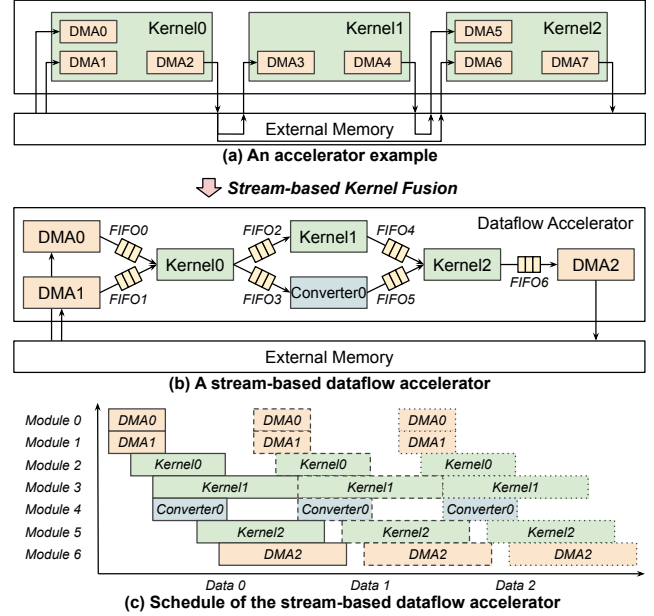 Kernel0 Kernel1 Kernel2
DMA0 DMA5
DMA1 DMA2 DMA3 DMA4 DMA6 DMA7
External Memory
(a) An accelerator example
Stream-based Kernel Fusion
Dataflow Accelerator
DMA0 FIFO0 FIFO2 Kernel1 FIFO4
Kernel0 Kernel2 DMA2
DMA1 FIFO1 FIFO3 Converter0 FIFO5 FIFO6
External Memory
(b) A stream-based dataflow accelerator
Module 0 DMA0 DMA0 DMA0
Module 1 DMA1 DMA1 DMA1
Module 2 Kernel0 Kernel0 Kernel0
Module 3 Kernel1 Kernel1 Kernel1
Module 4 Converter0 Converter0 Converter0
Module 5 Kernel2 Kernel2 Kernel2
Module 6 DMA2 DMA2 DMA2
Data 0 Data 1 Data 2
(c) Schedule of the stream-based dataflow accelerator